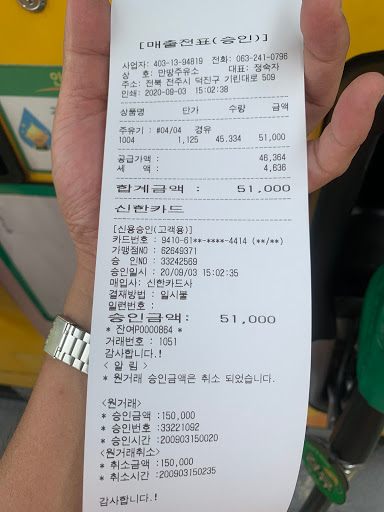 [매출전표(승인)]
사업자: 403-13-94819 전화: 063-241-0796
상 호: 만땅주유소 대표: 정숙자
주소: 전북 전주시 덕진구 기린대로 509
인쇄: 2020-09-03 15:02:38
상품명 단가 수량 금액
주유기 : #04/04 경유
1004 1,125 45.334 51,000
공급가액 : 46,364
세 액 : 4,636
합계금액 : 51,000
신한카드
[신용승인(고객용)]
카드번호 : 9410-61**-****-4414 (**/**)
가맹점NO : 62649371
승 인NO : 33242569
승인일시 : 20/09/03 15:02:35
매입사: 신한카드사
결재방법 : 일시불
일련번호 :
승인금액: 51,000
* 잔여P0000864 *
거래번호 : 1051
감사합니다.!
< 알 림 >
* 원거래 승인금액은 취소 되었습니다.
<원거래>
* 승인금액 :150,000
* 승인번호 :33221092
* 승인시간 :200903150020
<원거래취소>
* 취소금액 :150,000
* 취소시간 :200903150235
감사합니다.!